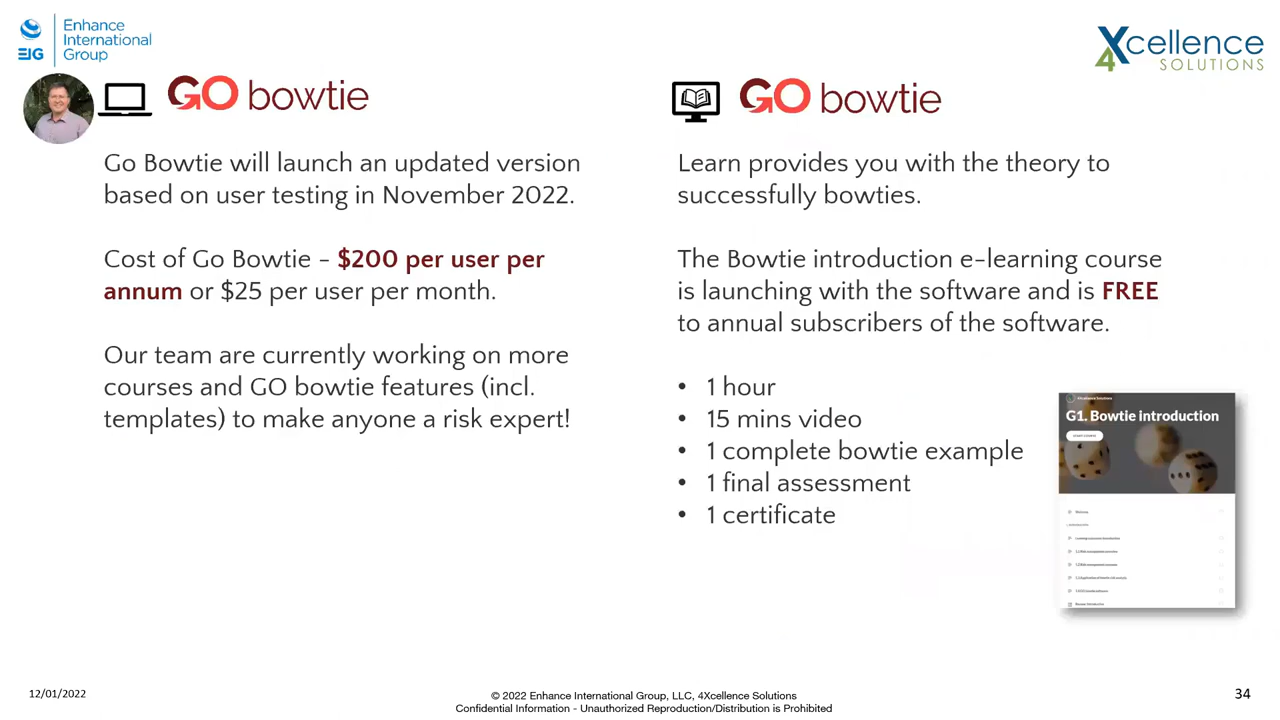 EIG
Enhance
International
Group
4Xcellence
SOLUTIONS
GO bowtie
Go Bowtie will launch an updated version
based on user testing in November 2022.
Cost of Go Bowtie – $200 per user per
annum or $25 per user per month.
Our team are currently working on more
courses and GO bowtie features (incl.
templates) to make anyone a risk expert!
GO bowtie
Learn provides you with the theory to
successfully bowties.
The Bowtie introduction e-learning course
is launching with the software and is FREE
to annual subscribers of the software.
• 1 hour
• 15 mins video
• 1 complete bowtie example
• 1 final assessment
• 1 certificate
G1. Bowtie introduction
START COURSE
12/01/2022
© 2022 Enhance International Group, LLC, 4Xcellence Solutions
Confidential Information - Unauthorized Reproduction/Distribution is Prohibited
34